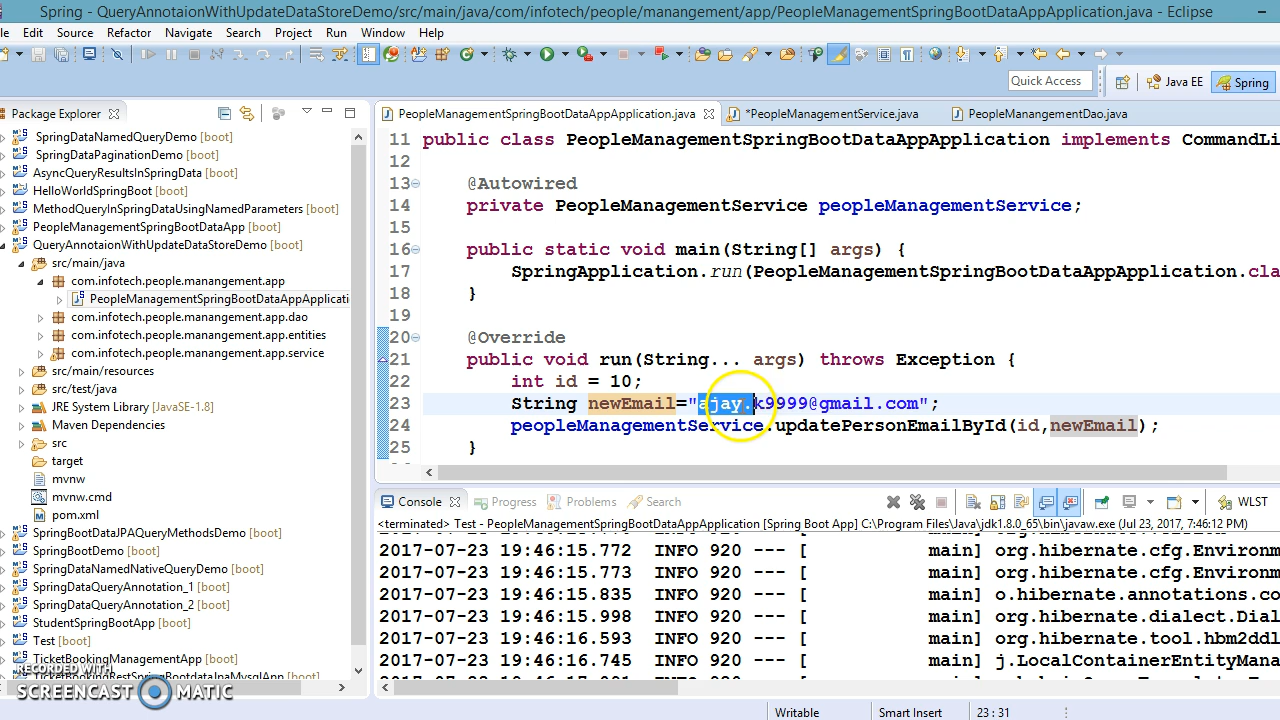 Spring - QueryAnnotaionWithUpdateDataStoreDemo/src/main/java/com/infotech/people/manangement/app/PeopleManagementSpringBootDataAppApplication.java - Eclipse
Edit Source Refactor Navigate Search Project Run Window Help
Quick Access Java EE Spring
Package Explorer
SpringDataNamedQueryDemo [boot]
SpringDataPaginationDemo [boot]
AsyncQueryResultsInSpringData [boot]
HelloWorldSpringBoot [boot]
MethodQueryInSpringDataUsingNamedParameters [boot]
PeopleManagementSpringBootDataApp [boot]
QueryAnnotaionWithUpdateDataStoreDemo [boot]
src/main/java
com.infotech.people.manangement.app
PeopleManagementSpringBootDataAppApplicati
com.infotech.people.manangement.app.dao
com.infotech.people.manangement.app.entities
com.infotech.people.manangement.app.service
src/main/resources
src/test/java
JRE System Library [JavaSE-1.8]
Maven Dependencies
src
target
mvnw
mvnw.cmd
pom.xml
SpringBootDataJPAQueryMethodsDemo [boot]
SpringBootDemo [boot]
SpringDataNamedNativeQueryDemo [boot]
SpringDataQueryAnnotation_1 [boot]
SpringDataQueryAnnotation_2 [boot]
StudentSpringBootApp [boot]
Test [boot]
TicketBookingManagementApp [boot]
RECORDED WITH
SCREENCAST MATIC
PeopleManagementSpringBootDataAppApplication.java *PeopleManagementService.java PeopleManangementDao.java
11 public class PeopleManagementSpringBootDataAppApplication implements CommandLi
12
13 @Autowired
14 private PeopleManagementService peopleManagementService;
15
16 public static void main(String[] args) {
17 SpringApplication.run(PeopleManagementSpringBootDataAppApplication.cla
18 }
19
20 @Override
21 public void run(String... args) throws Exception {
22 int id = 10;
23 String newEmail="ajay.k9999@gmail.com";
24 peopleManagementService.updatePersonEmailById(id,newEmail);
25 }
Console Progress Problems Search WLST
<terminated> Test - PeopleManagementSpringBootDataAppApplication [Spring Boot App] C:\Program Files\Java\jdk1.8.0_65\bin\javaw.exe (Jul 23, 2017, 7:46:12 PM)
2017-07-23 19:46:15.772 INFO 920 --- [ main] org.hibernate.cfg.Environm
2017-07-23 19:46:15.773 INFO 920 --- [ main] org.hibernate.cfg.Environm
2017-07-23 19:46:15.835 INFO 920 --- [ main] o.hibernate.annotations.co
2017-07-23 19:46:15.998 INFO 920 --- [ main] org.hibernate.dialect.Dial
2017-07-23 19:46:16.593 INFO 920 --- [ main] org.hibernate.tool.hbm2ddl
2017-07-23 19:46:16.745 INFO 920 --- [ main] j.LocalContainerEntityMana
Writable Smart Insert 23 : 31